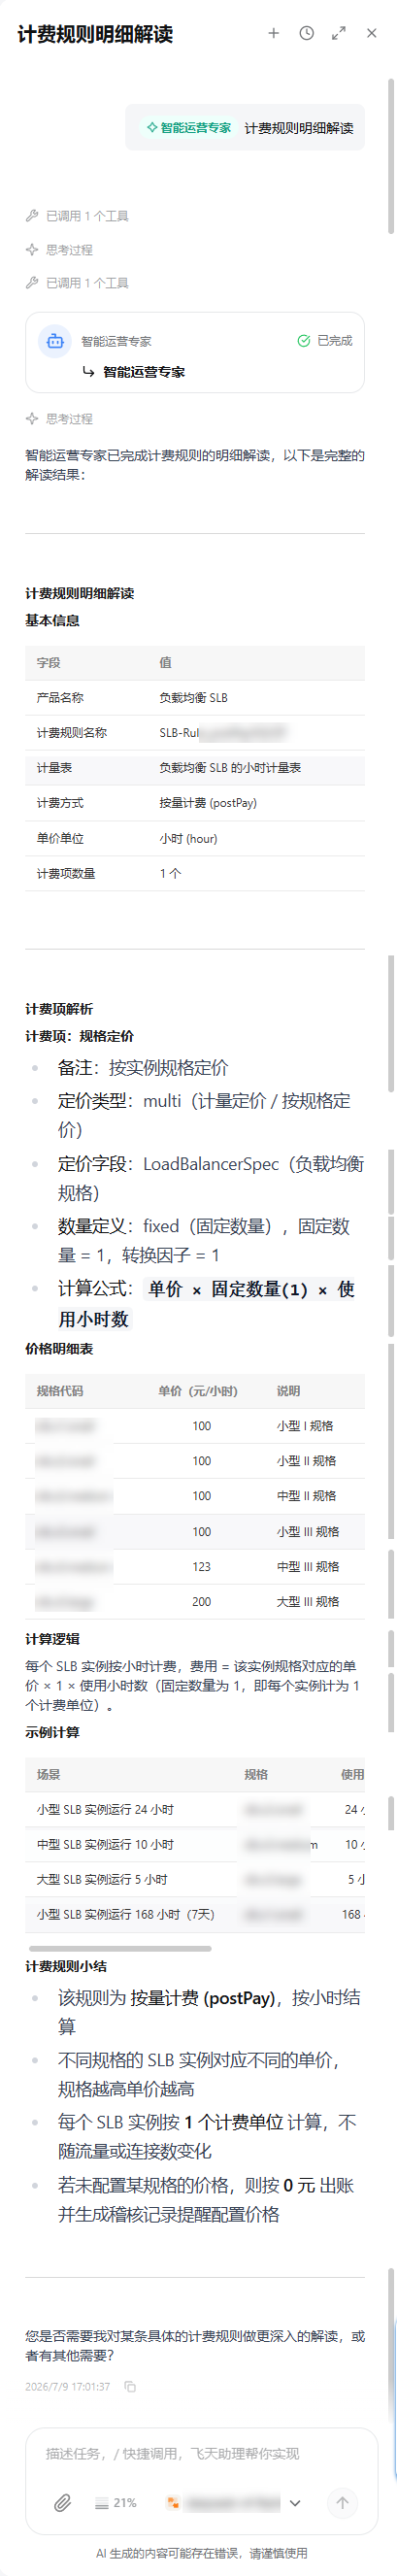 计费规则明细解读
智能运营专家 计费规则明细解读
已调用 1 个工具
思考过程
已调用 1 个工具
智能运营专家 已完成
智能运营专家
思考过程
智能运营专家已完成计费规则的明细解读，以下是完整的
解读结果：
计费规则明细解读
基本信息
字段 值
产品名称 负载均衡 SLB
计费规则名称 SLB-Rul
计量表 负载均衡 SLB 的小时计量表
计费方式 按量计费 (postPay)
单价单位 小时 (hour)
计费项数量 1 个
计费项解析
计费项：规格定价
备注：按实例规格定价
定价类型：multi（计量定价 / 按规格定
价）
定价字段：LoadBalancerSpec（负载均衡
规格）
数量定义：fixed（固定数量），固定数
量 = 1，转换因子 = 1
计算公式：单价 × 固定数量(1) × 使
用小时数
价格明细表
规格代码 单价（元/小时） 说明
100 小型 I 规格
100 小型 II 规格
100 中型 II 规格
100 小型 III 规格
123 中型 III 规格
200 大型 III 规格
计算逻辑
每个 SLB 实例按小时计费，费用 = 该实例规格对应的单
价 × 1 × 使用小时数（固定数量为 1，即每个实例计为 1
个计费单位）。
示例计算
场景 规格 使用
小型 SLB 实例运行 24 小时 24 小
中型 SLB 实例运行 10 小时 10 小
大型 SLB 实例运行 5 小时 5 小
小型 SLB 实例运行 168 小时（7天） 168
计费规则小结
该规则为 按量计费 (postPay)，按小时结
算
不同规格的 SLB 实例对应不同的单价，
规格越高单价越高
每个 SLB 实例按 1 个计费单位 计算，不
随流量或连接数变化
若未配置某规格的价格，则按 0 元 出账
并生成稽核记录提醒配置价格
您是否需要我对某条具体的计费规则做更深入的解读，或
者有其他需要？
2026/7/9 17:01:37
描述任务，/ 快捷调用，飞天助理帮你实现
21%
AI 生成的内容可能存在错误，请谨慎使用